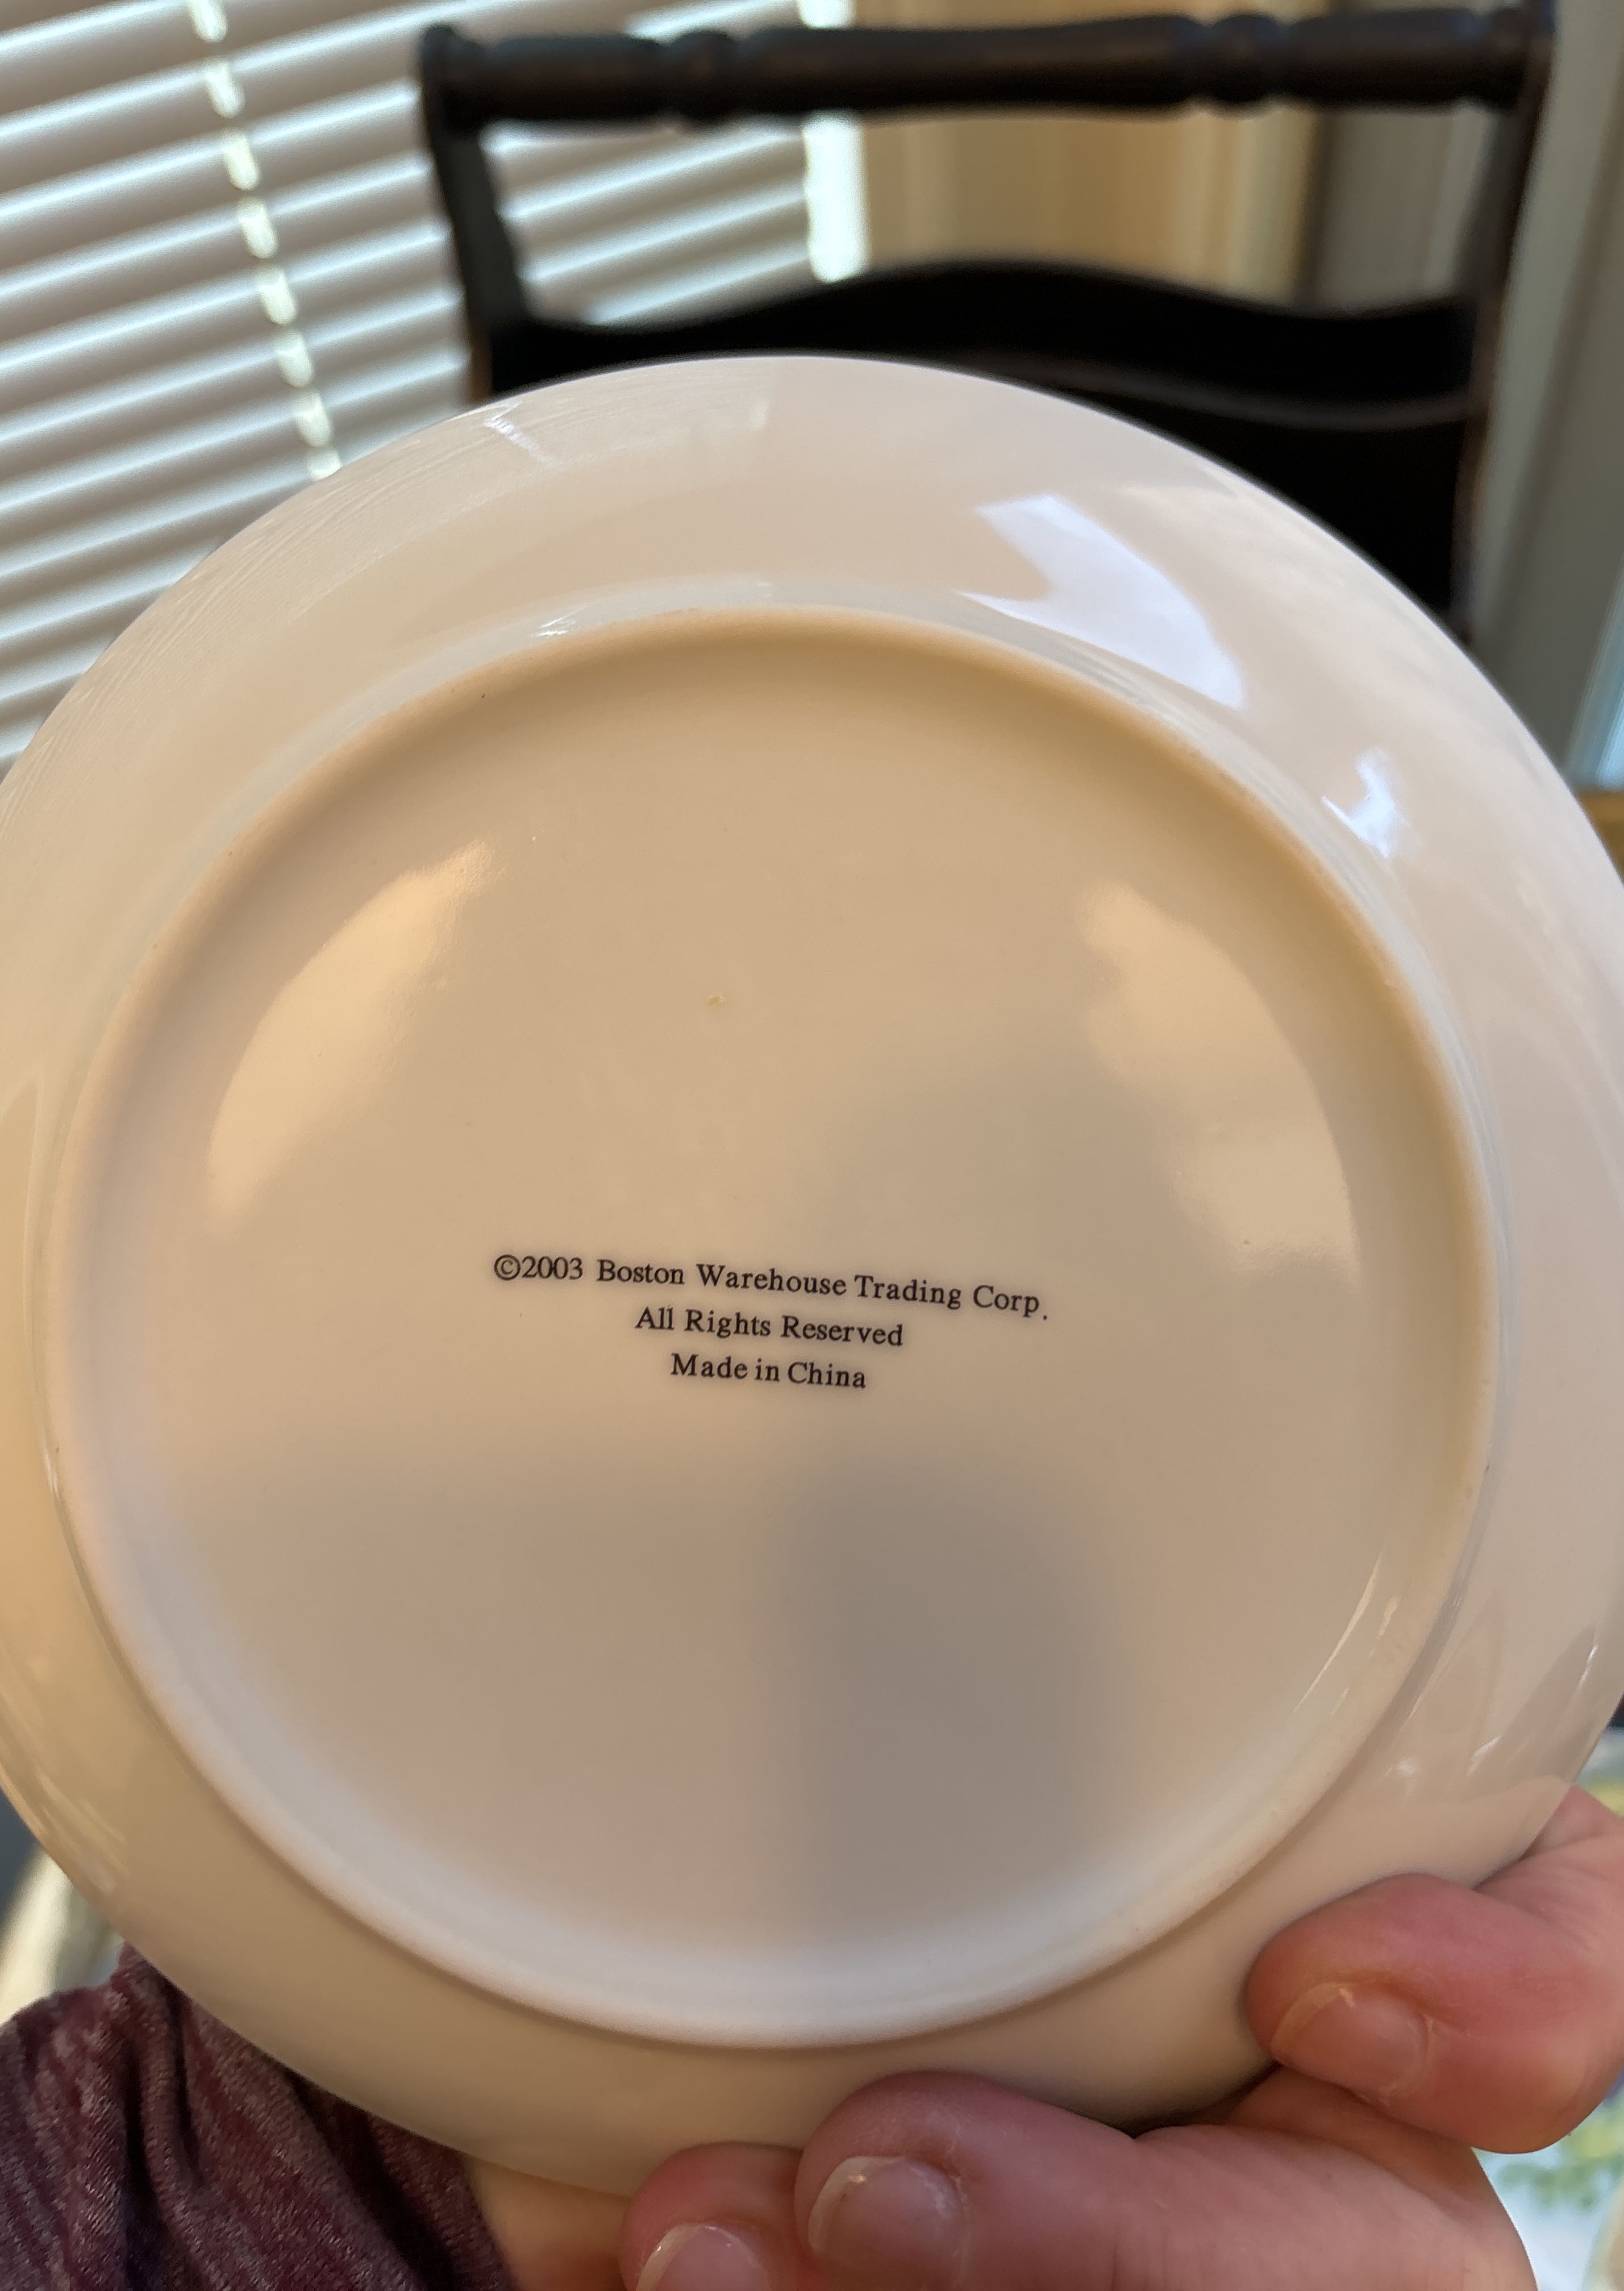 ©2003 Boston Warehouse Trading Corp.
All Rights Reserved
Made in China